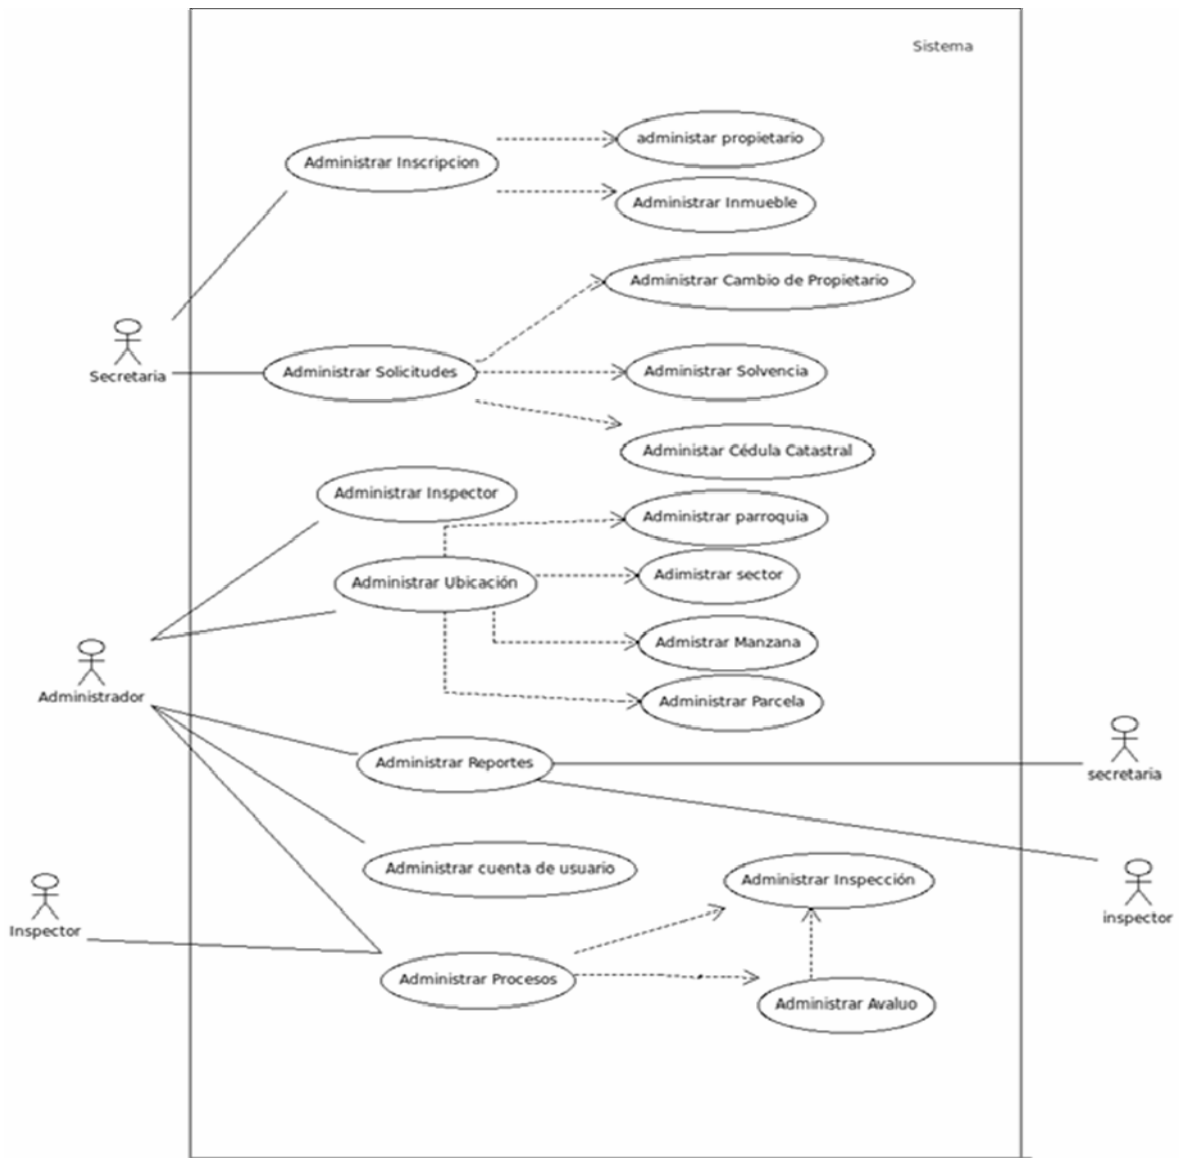 Sistema
administar propietario
Administrar Inscripcion
Administrar Inmueble
Administrar Cambio de Propietario
Secretaria
Administrar Solicitudes
Administrar Solvencia
Administar Cédula Catastral
Administrar Inspector
Administrar parroquia
Administrar Ubicación
Adimistrar sector
Admistrar Manzana
Administrador
Administrar Parcela
Administrar Reportes
secretaria
Administrar cuenta de usuario
Administrar Inspección
Inspector
inspector
Administrar Procesos
Administrar Avaluo